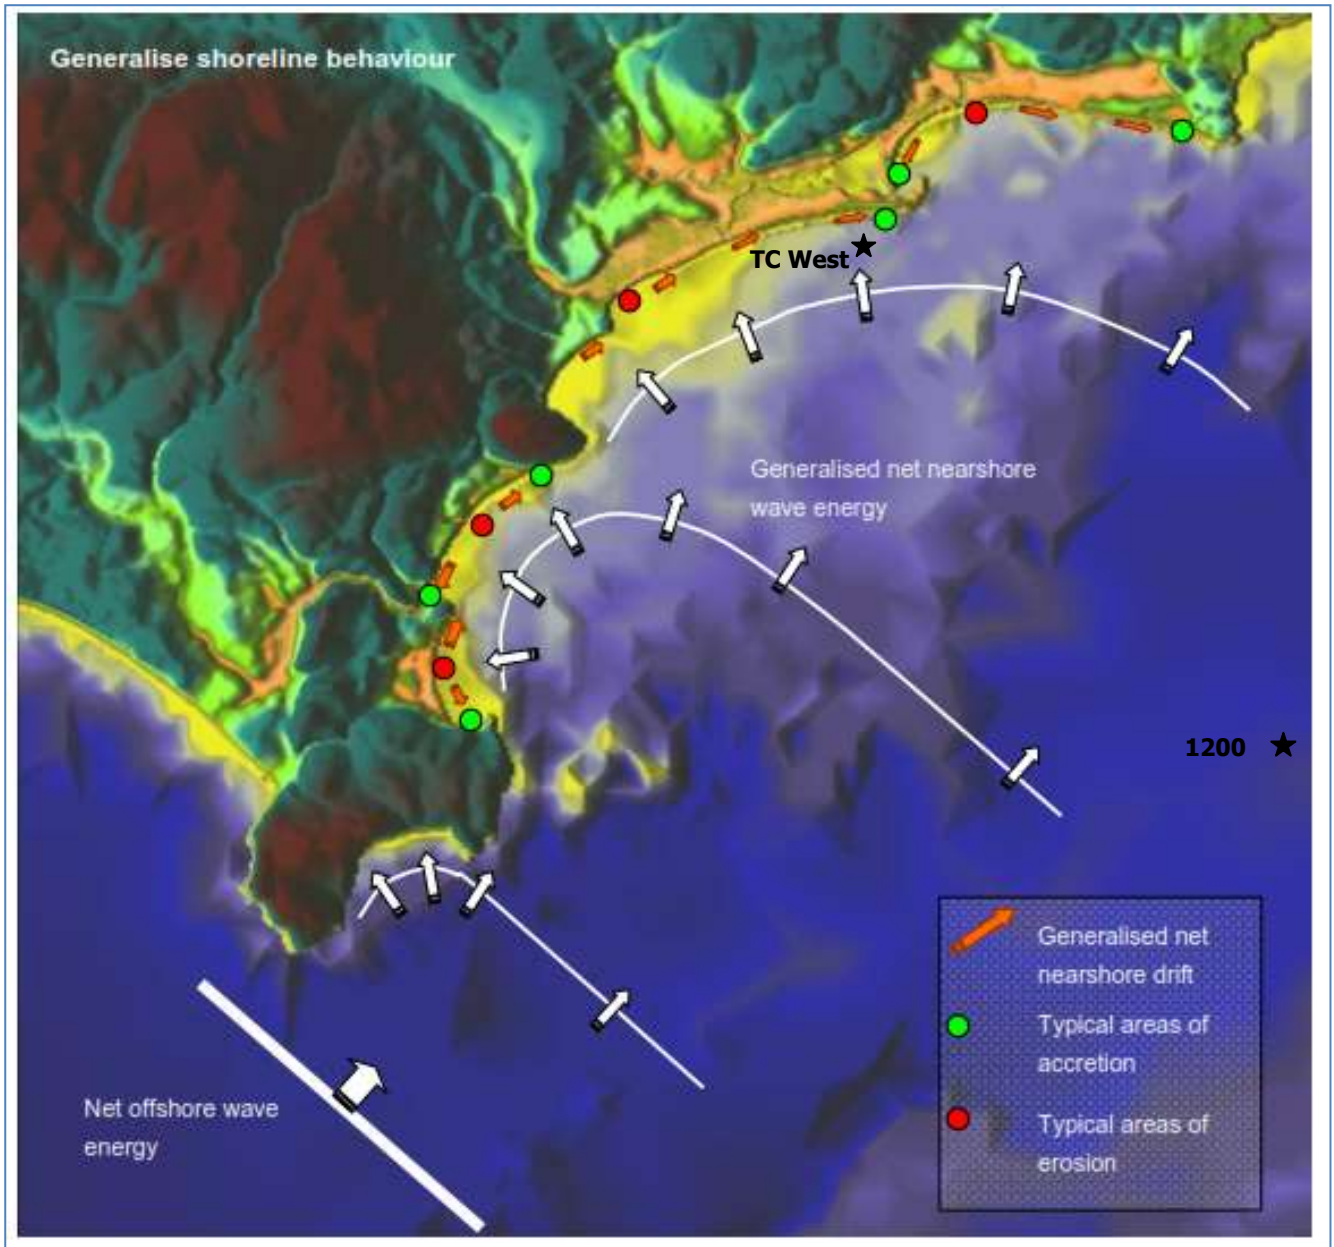 Generalise shoreline behaviour
TC West
Generalised net nearshore
wave energy
1200
Generalised net
nearshore drift
Typical areas of
accretion
Typical areas of
erosion
Net offshore wave
energy